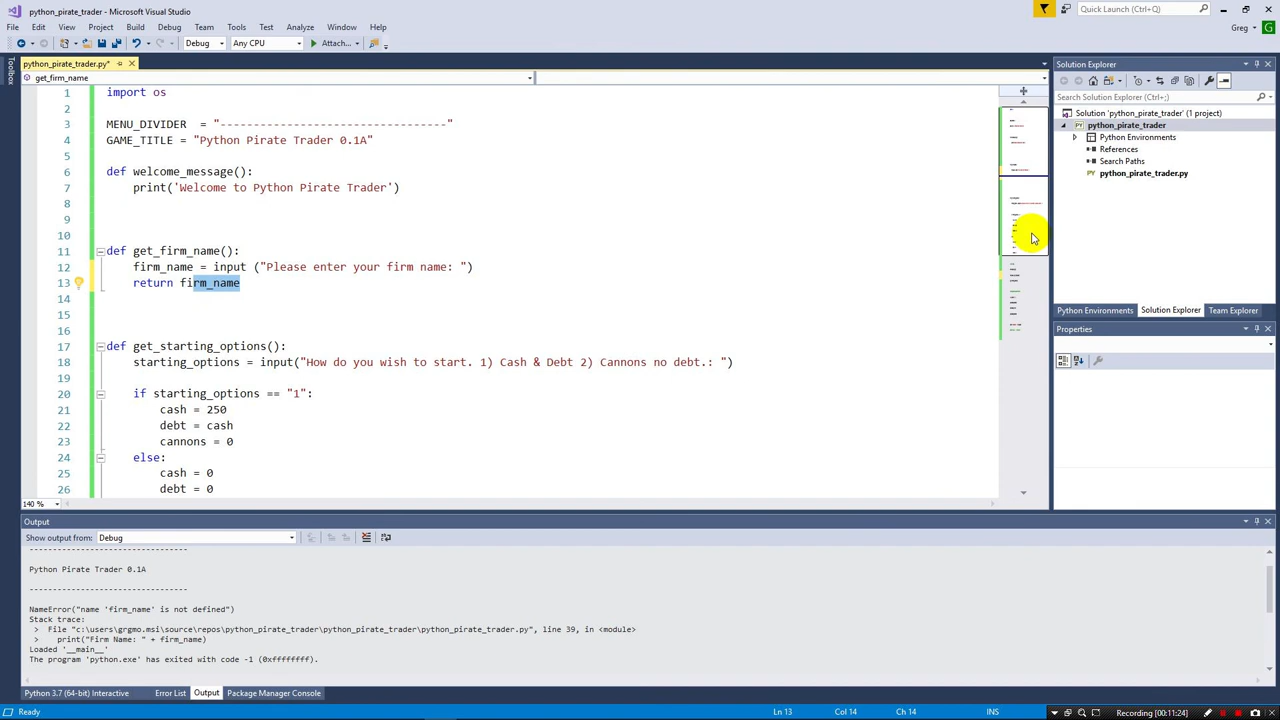 python_pirate_trader - Microsoft Visual Studio
Quick Launch (Ctrl+Q)
File Edit View Project Build Debug Team Tools Test Analyze Window Help
Greg
G
Debug Any CPU Attach...
Toolbox
python_pirate_trader.py*
get_firm_name
1 import os
2
3 MENU_DIVIDER = "----------------------------------"
4 GAME_TITLE = "Python Pirate Trader 0.1A"
5
6 def welcome_message():
7 print('Welcome to Python Pirate Trader')
8
9
10
11 def get_firm_name():
12 firm_name = input ("Please enter your firm name: ")
13 return firm_name
14
15
16
17 def get_starting_options():
18 starting_options = input("How do you wish to start. 1) Cash & Debt 2) Cannons no debt.: ")
19
20 if starting_options == "1":
21 cash = 250
22 debt = cash
23 cannons = 0
24 else:
25 cash = 0
26 debt = 0
140 %
Solution Explorer
Search Solution Explorer (Ctrl+;)
Solution 'python_pirate_trader' (1 project)
python_pirate_trader
Python Environments
References
Search Paths
python_pirate_trader.py
Python Environments Solution Explorer Team Explorer
Properties
Output
Show output from: Debug
--------------------------------
Python Pirate Trader 0.1A
--------------------------------
NameError("name 'firm_name' is not defined")
Stack trace:
> File "c:\users\grgmo.msi\source\repos\python_pirate_trader\python_pirate_trader\python_pirate_trader.py", line 39, in <module>
> print("Firm Name: " + firm_name)
Loaded '__main__'
The program 'python.exe' has exited with code -1 (0xffffffff).
Python 3.7 (64-bit) Interactive Error List Output Package Manager Console
Ready Ln 13 Col 14 Ch 14 INS
Recording [00:11:24]